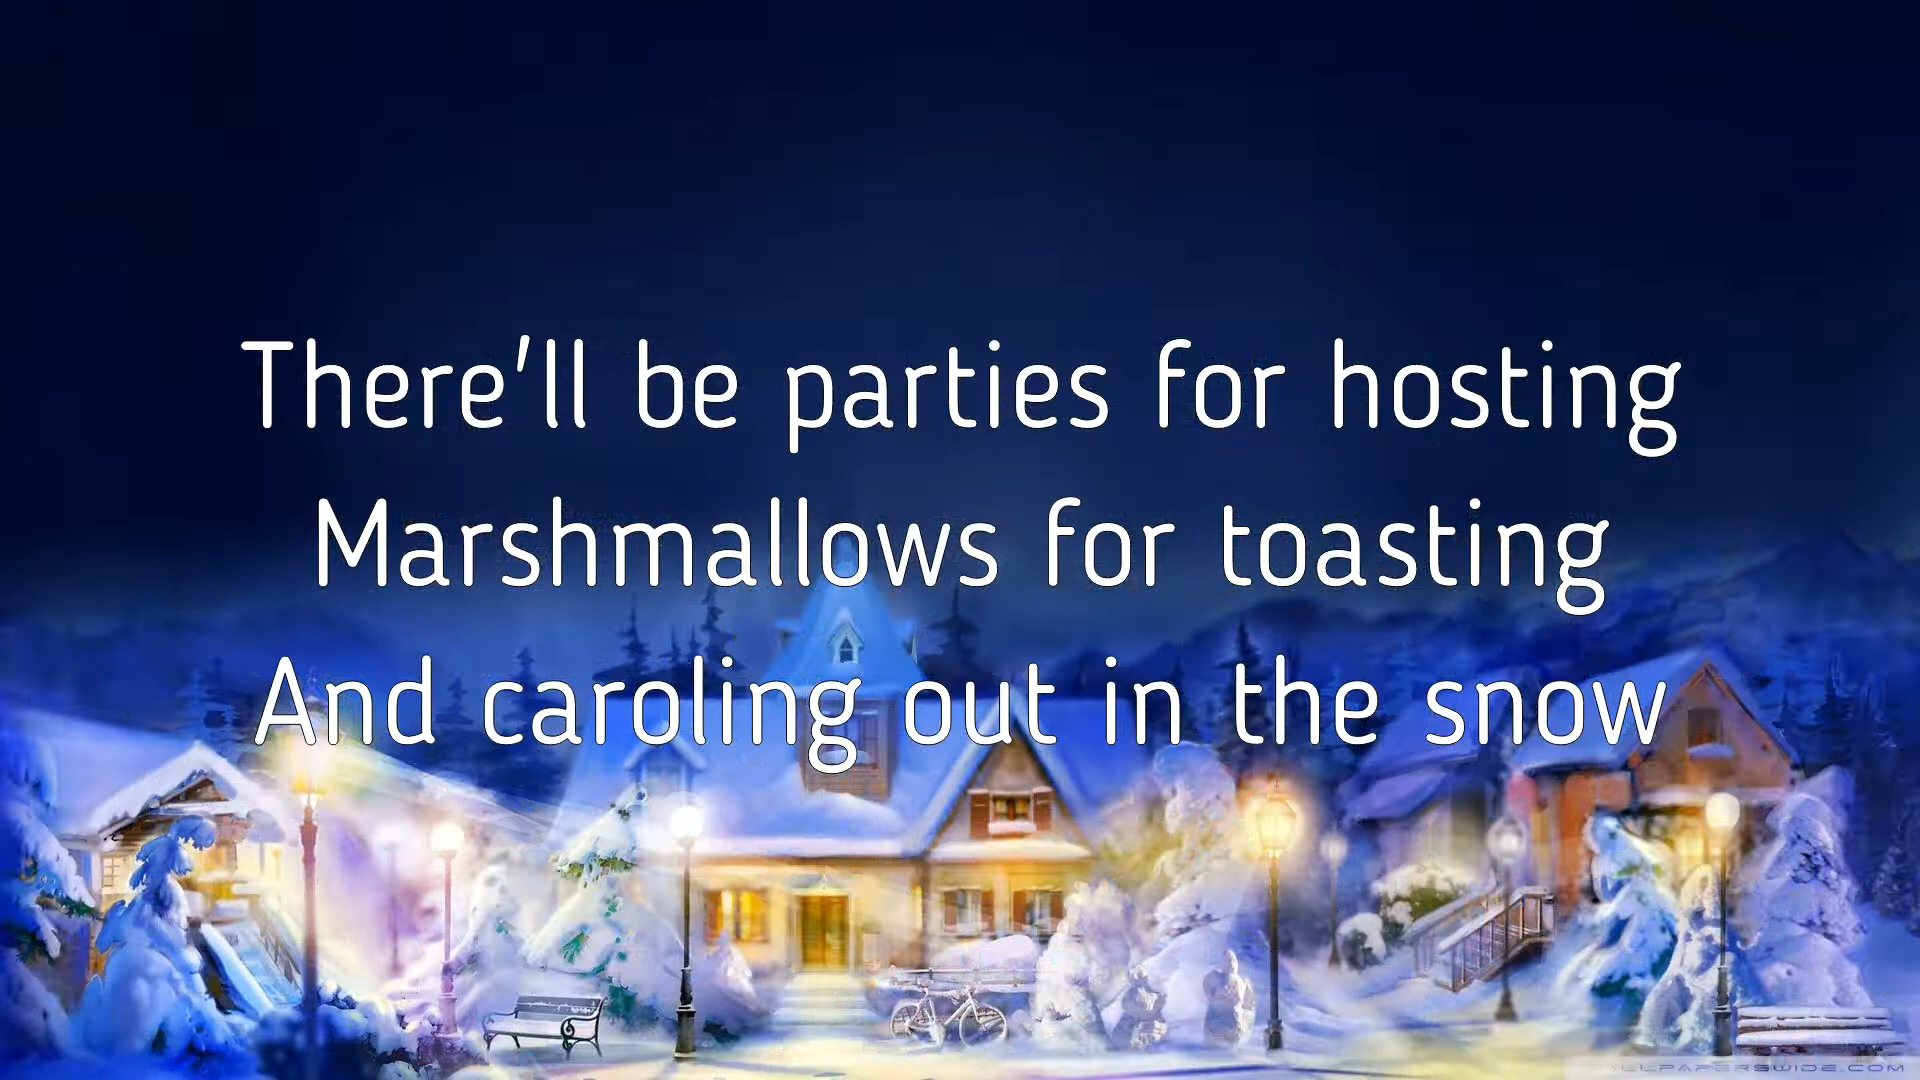 There'll be parties for hosting
Marshmallows for toasting
And caroling out in the snow